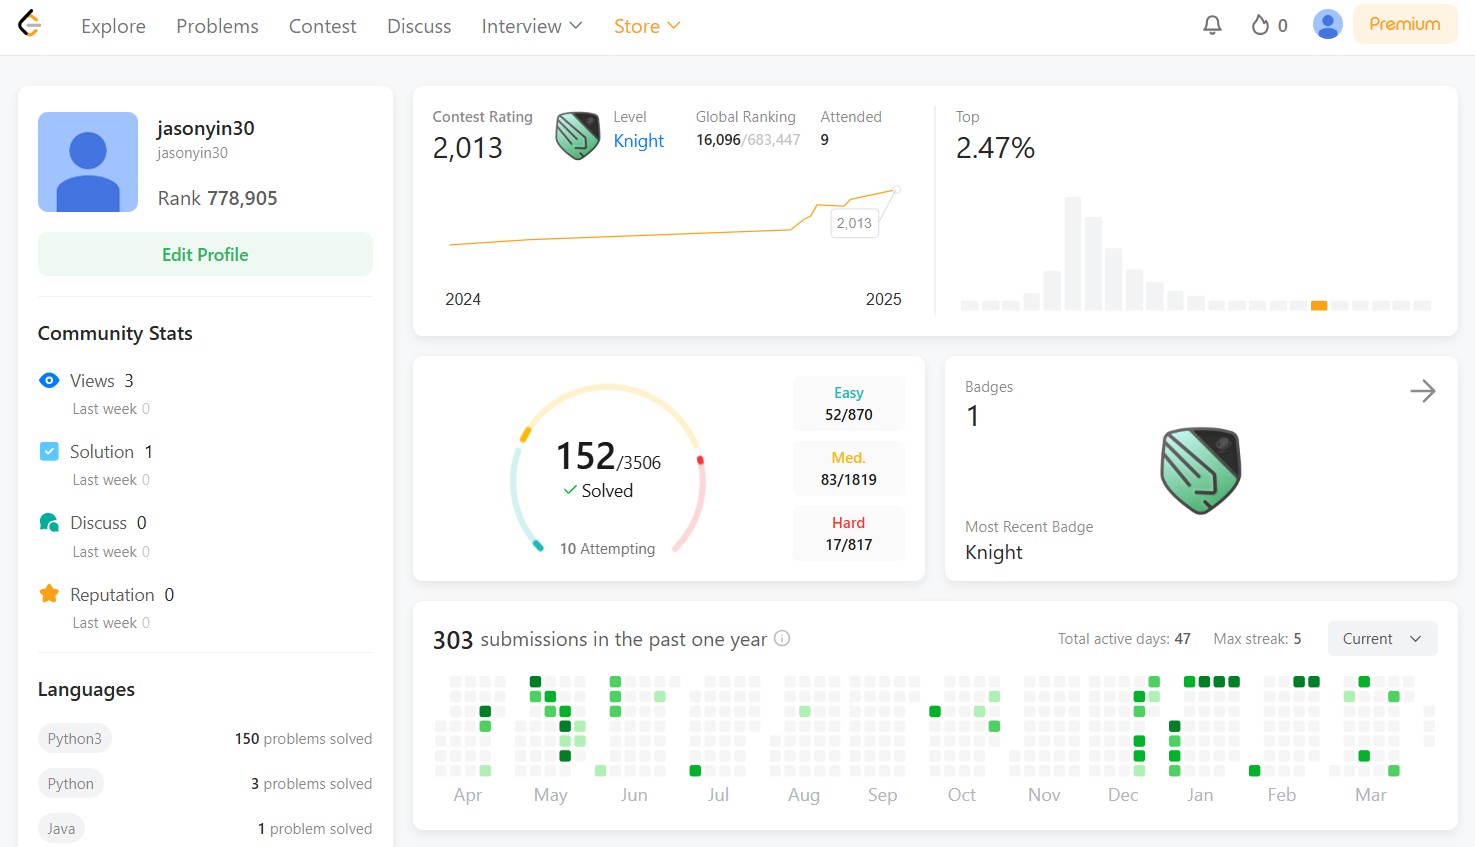 Explore Problems Contest Discuss Interview Store 0 Premium
jasonyin30
jasonyin30
Rank 778,905
Edit Profile
Community Stats
Views 3
Last week 0
Solution 1
Last week 0
Discuss 0
Last week 0
Reputation 0
Last week 0
Languages
Python3 150 problems solved
Python 3 problems solved
Java 1 problem solved
Contest Rating
2,013
Level
Knight
Global Ranking
16,096/683,447
Attended
9
2,013
2024 2025
Top
2.47%
152/3506
Solved
10 Attempting
Easy
52/870
Med.
83/1819
Hard
17/817
Badges
1
Most Recent Badge
Knight
303 submissions in the past one year Total active days: 47 Max streak: 5 Current
Apr May Jun Jul Aug Sep Oct Nov Dec Jan Feb Mar